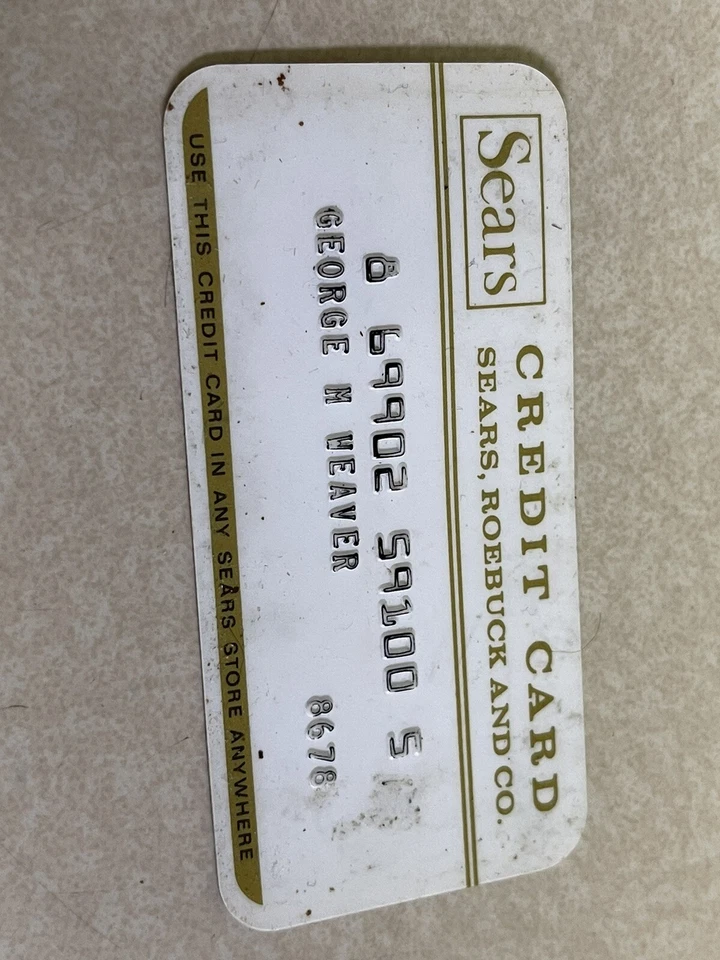 Sears
CREDIT CARD
SEARS, ROEBUCK AND CO.
8 69902 59100 5
GEORGE M WEAVER
8678
USE THIS CREDIT CARD IN ANY SEARS STORE ANYWHERE